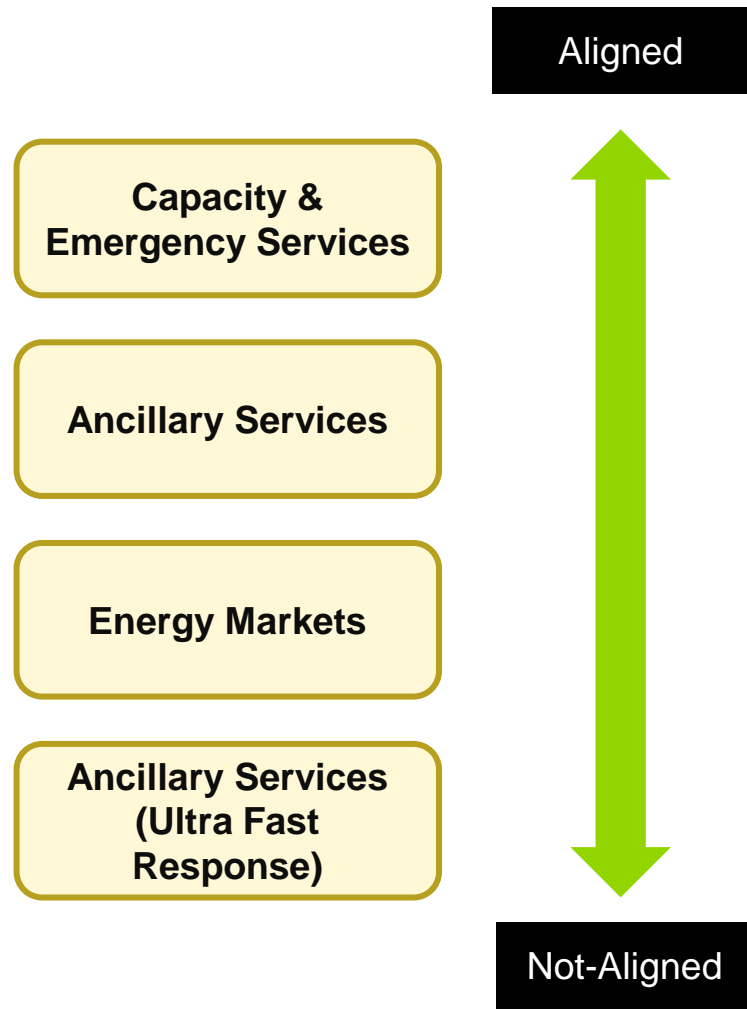 Aligned
Capacity &
Emergency Services
Ancillary Services
Energy Markets
Ancillary Services
(Ultra Fast
Response)
Not-Aligned